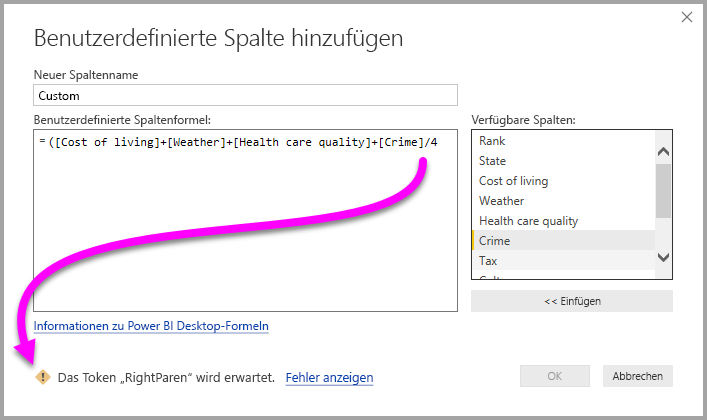 Benutzerdefinierte Spalte hinzufügen
Neuer Spaltenname
Custom
Benutzerdefinierte Spaltenformel:
=([Cost of living]+[Weather]+[Health care quality]+[Crime]/4
Verfügbare Spalten:
Rank
State
Cost of living
Weather
Health care quality
Crime
Tax
<< Einfügen
Informationen zu Power BI Desktop-Formeln
Das Token „RightParen“ wird erwartet. Fehler anzeigen
OK
Abbrechen